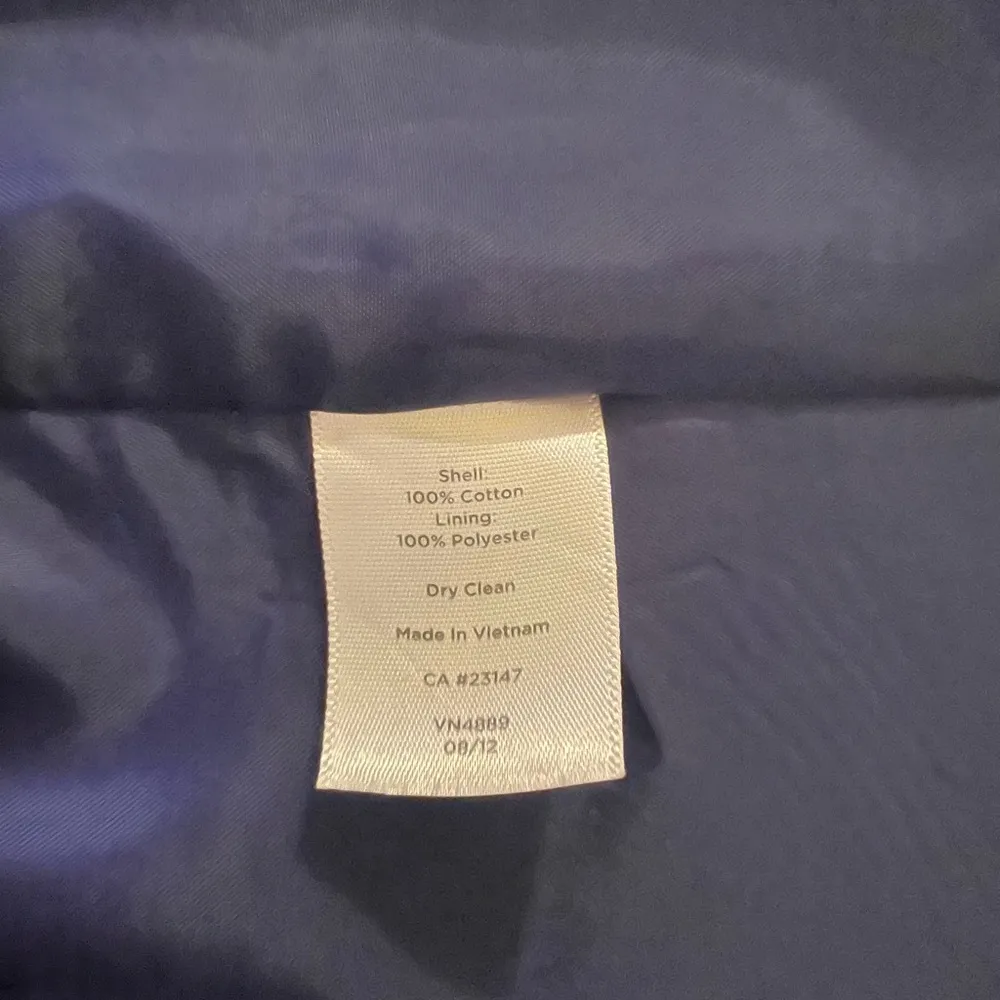 Shell:
100% Cotton
Lining:
100% Polyester
Dry Clean
Made In Vietnam
CA #23147
VN4889
08/12